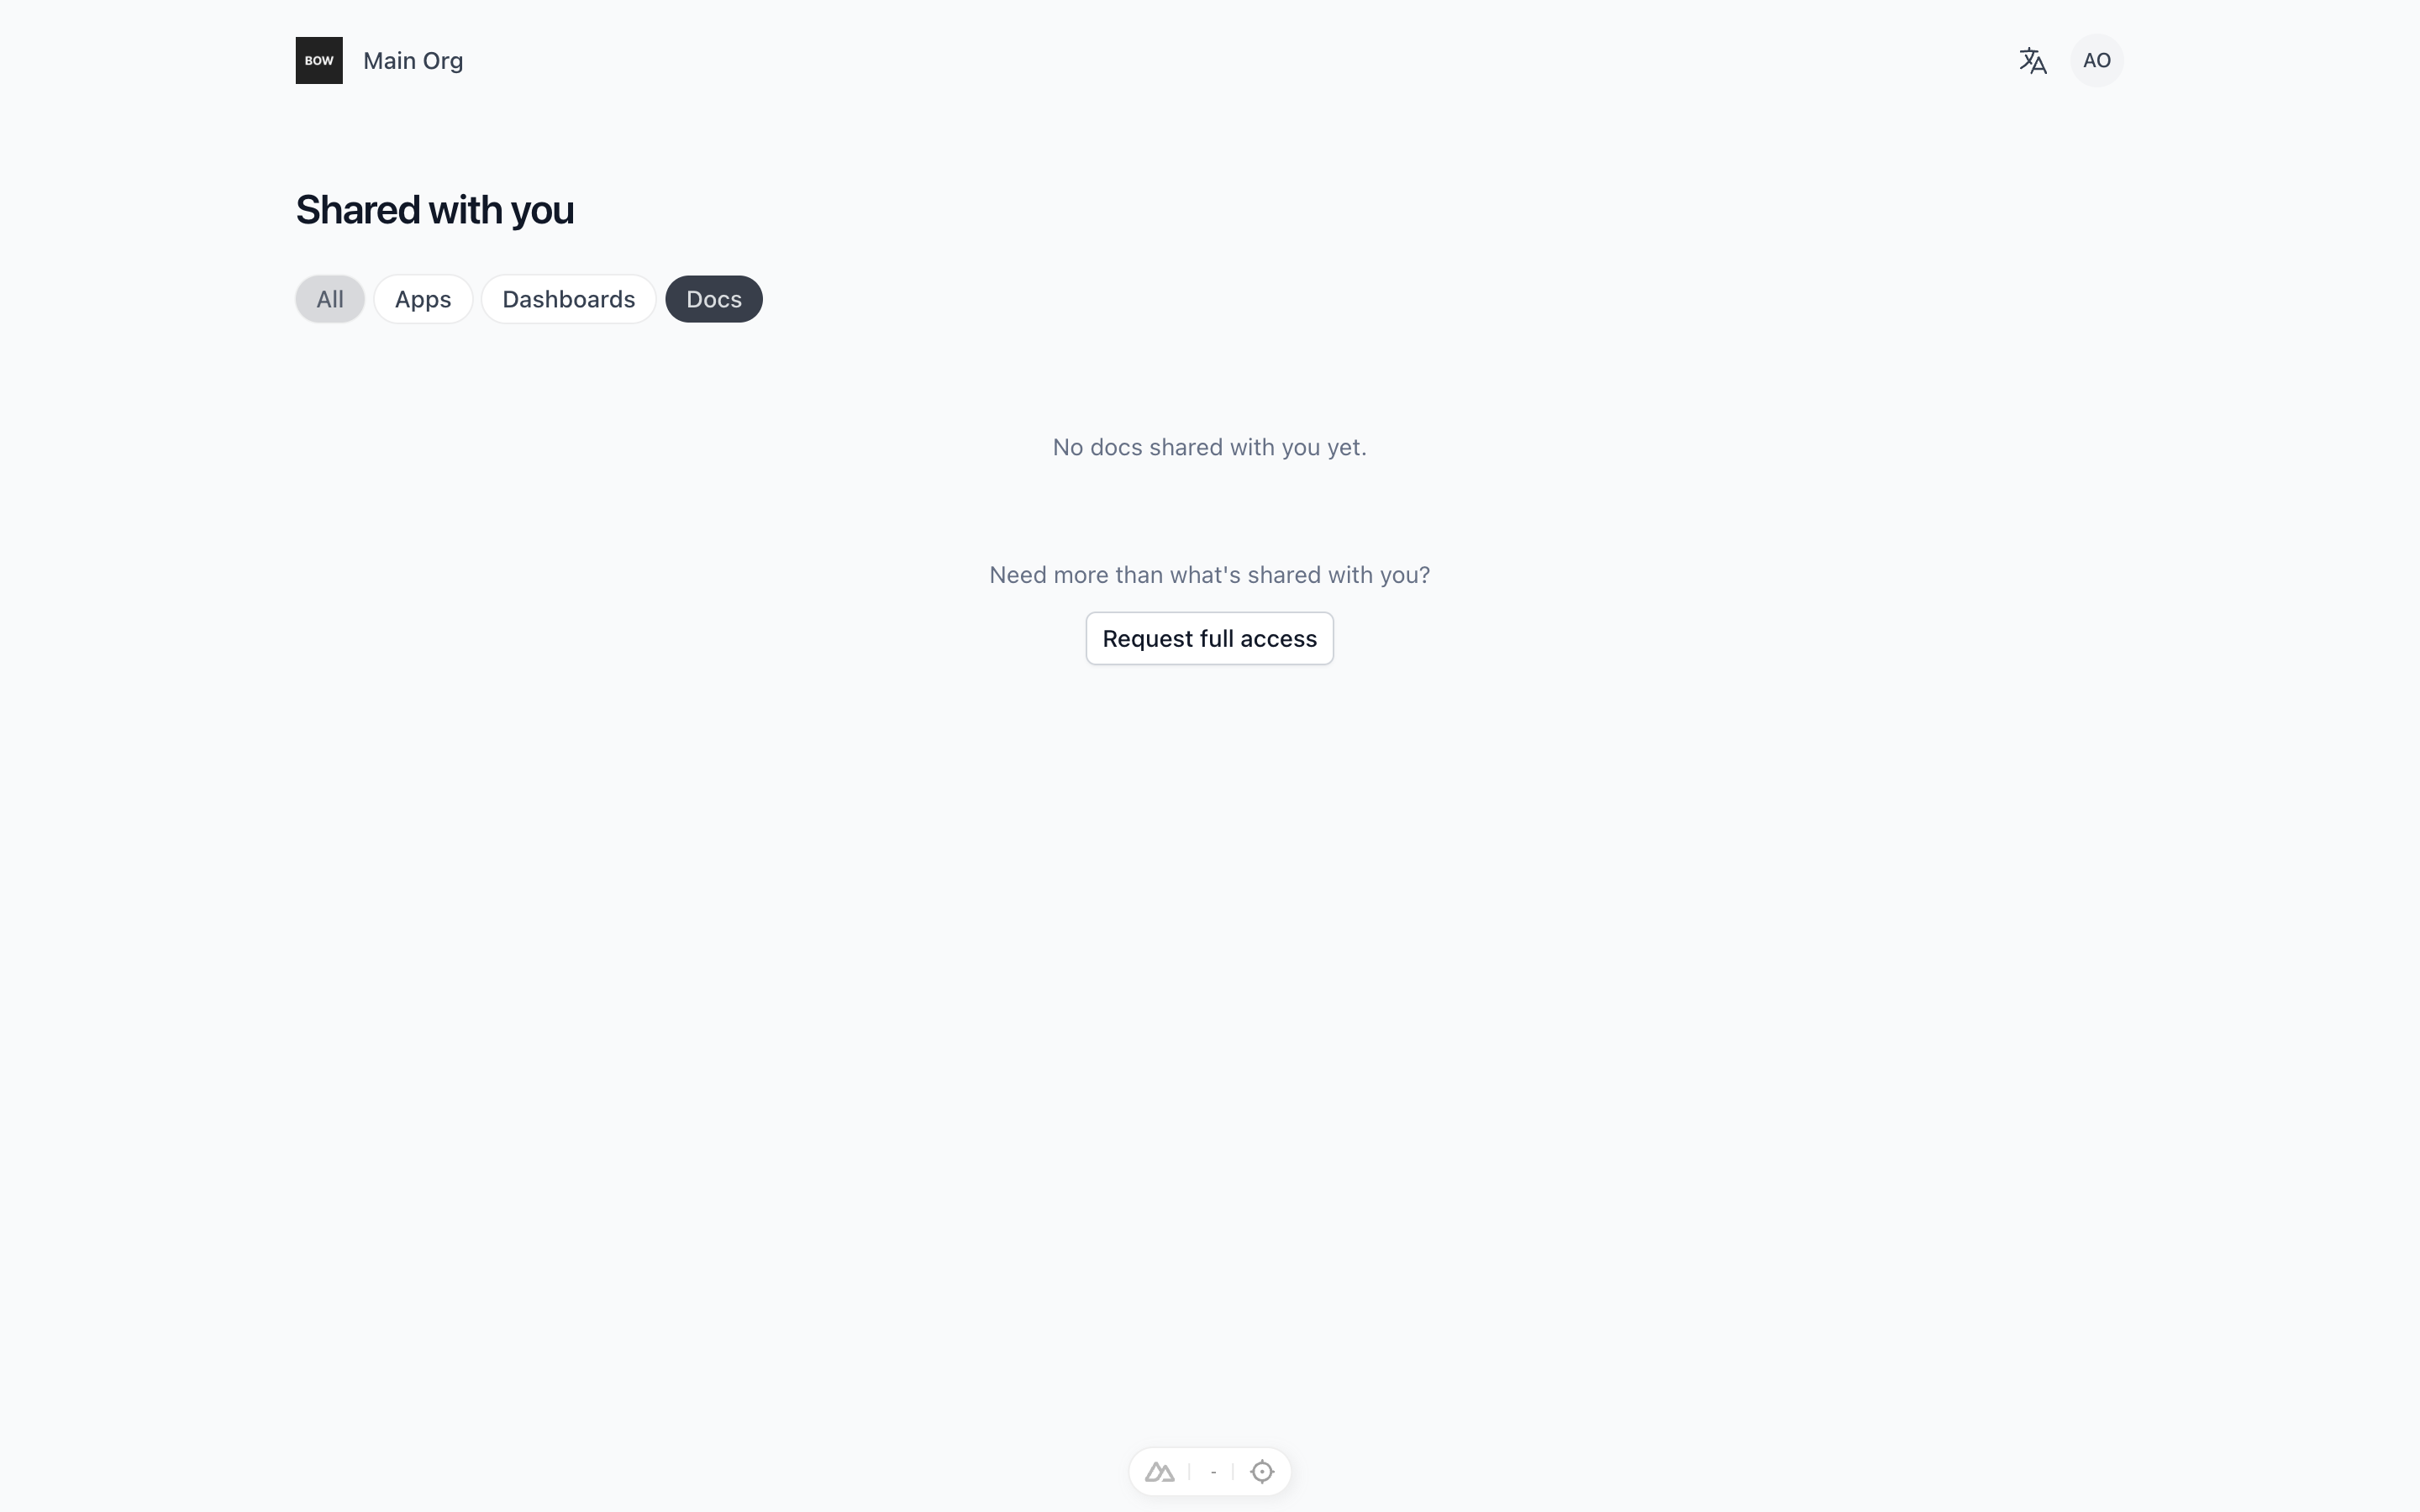 BOW Main Org
AO
Shared with you
All Apps Dashboards Docs
No docs shared with you yet.
Need more than what's shared with you?
Request full access
-